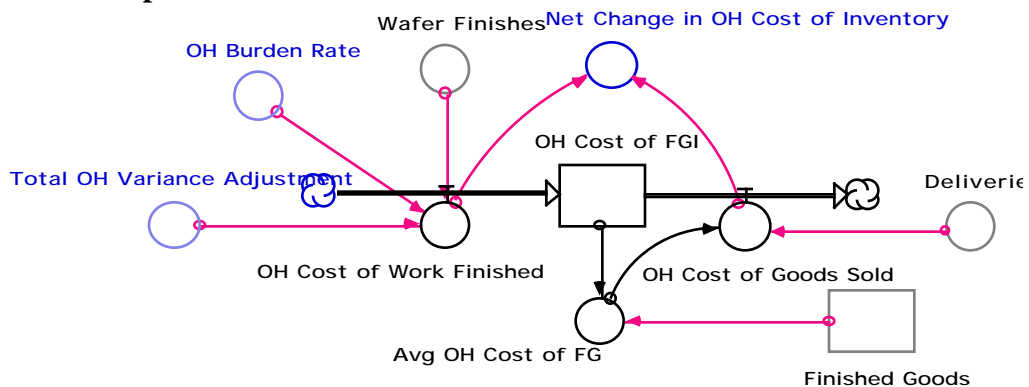 Wafer Finishes
Net Change in OH Cost of Inventory
OH Burden Rate
OH Cost of FGI
Total OH Variance Adjustment
Deliverie
OH Cost of Work Finished
OH Cost of Goods Sold
Avg OH Cost of FG
Finished Goods